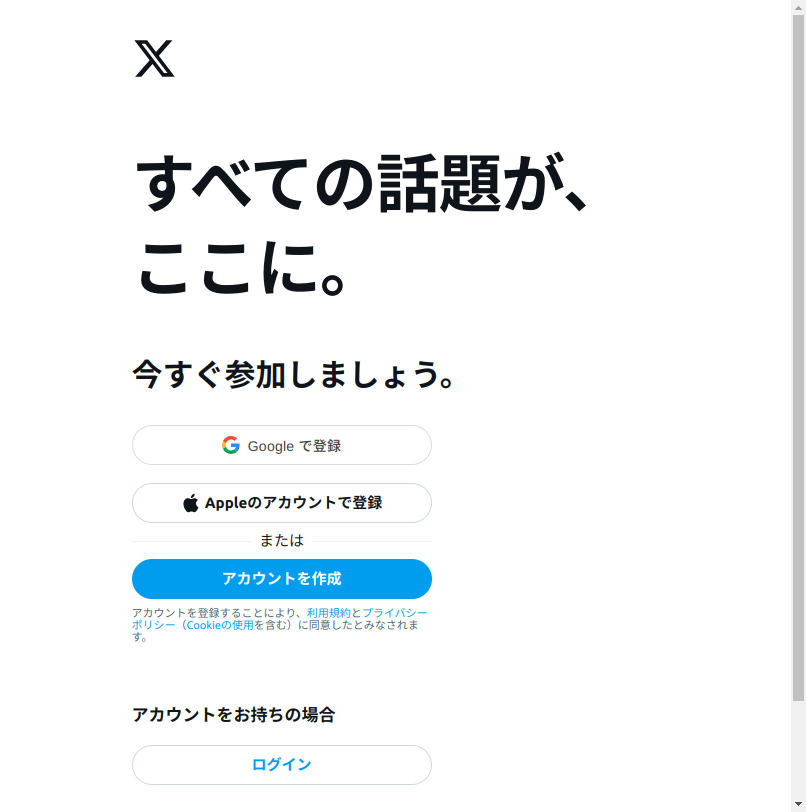 すべての話題が、
ここに。
今すぐ参加しましょう。
Google で登録
Appleのアカウントで登録
または
アカウントを作成
アカウントを登録することにより、利用規約とプライバシー
ポリシー（Cookieの使用を含む）に同意したとみなされま
す。
アカウントをお持ちの場合
ログイン